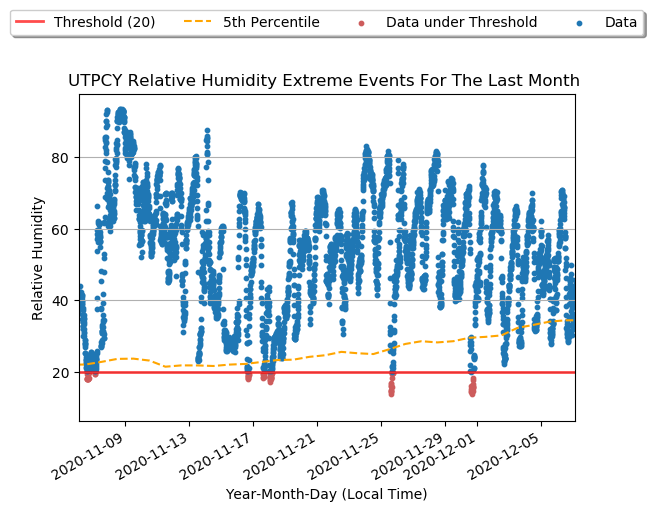 Threshold (20) 5th Percentile Data under Threshold Data
UTPCY Relative Humidity Extreme Events For The Last Month
Relative Humidity
80
60
40
20
2020-11-09 2020-11-13 2020-11-17 2020-11-21 2020-11-25 2020-11-29 2020-12-01 2020-12-05
Year-Month-Day (Local Time)